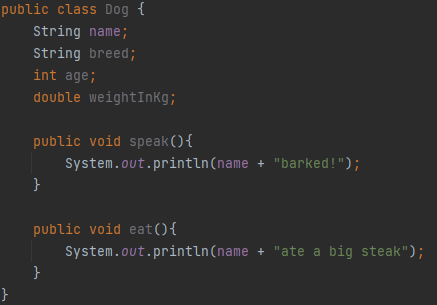 public class Dog {
    String name;
    String breed;
    int age;
    double weightInKg;

    public void speak(){
        System.out.println(name + "barked!");
    }

    public void eat(){
        System.out.println(name + "ate a big steak");
    }
}